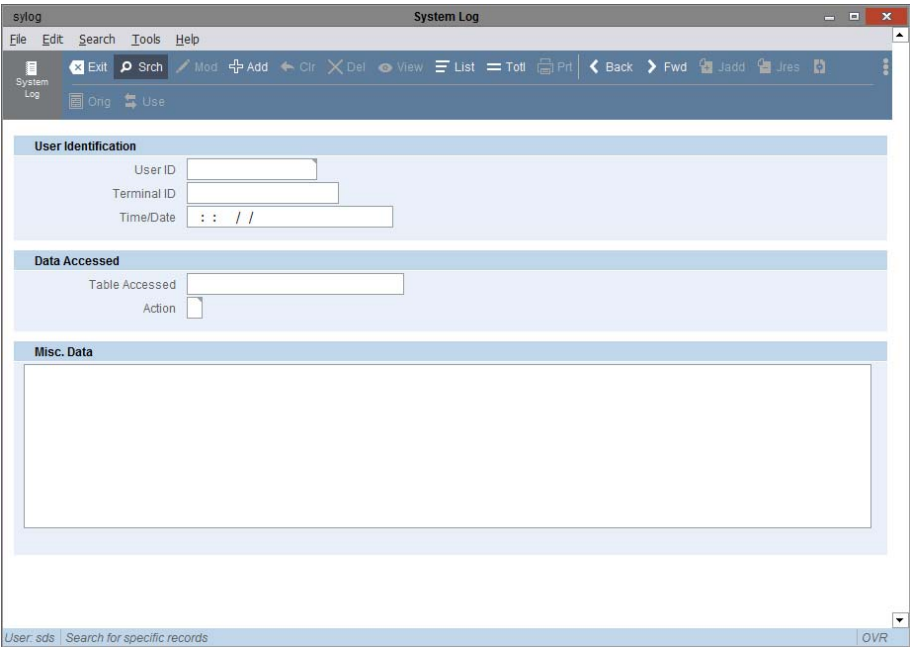 sylog System Log
File Edit Search Tools Help
System Log
Exit Srch Mod Add Clr Del View List Totl Prt Back Fwd Jadd Jres
Orig Use
User Identification
User ID
Terminal ID
Time/Date : : / /
Data Accessed
Table Accessed
Action
Misc. Data
User: sds Search for specific records OVR